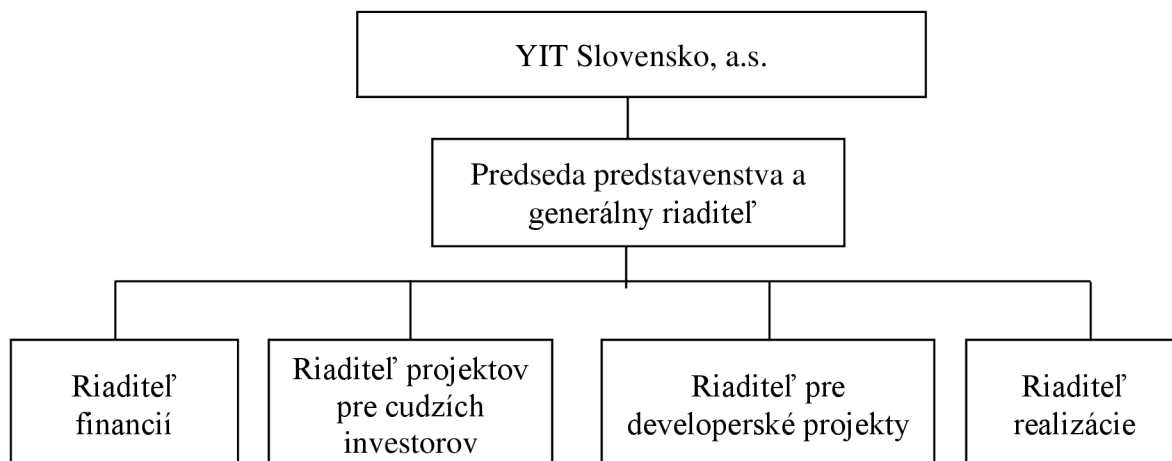 YIT Slovensko, a.s.
Predseda predstavenstva a
generálny riaditeľ
Riaditeľ
financií
Riaditeľ projektov
pre cudzích
investorov
Riaditeľ pre
developerské projekty
Riaditeľ
realizácie